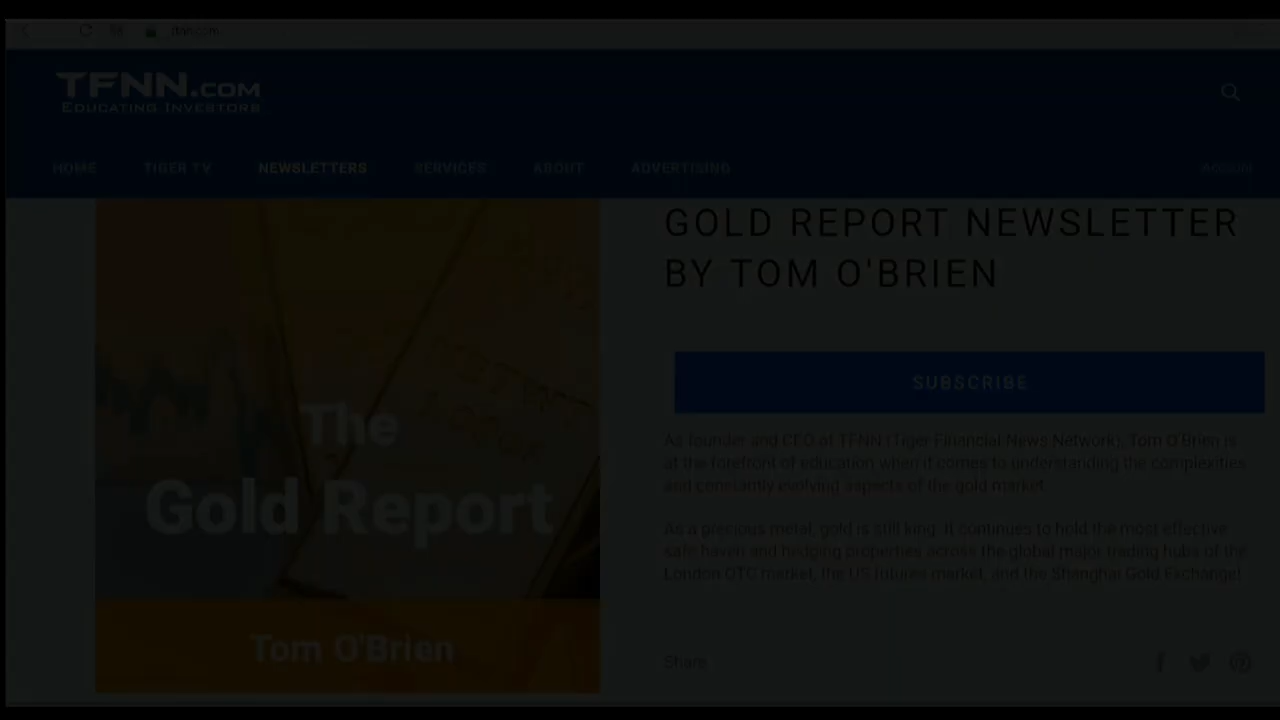 tfnn.com
TFNN.COM
EDUCATING INVESTORS
HOME TIGER TV NEWSLETTERS SERVICES ABOUT ADVERTISING Account
GOLD REPORT NEWSLETTER
BY TOM O'BRIEN
The
Gold Report
Tom O'Brien
SUBSCRIBE
As founder and CEO of TFNN (Tiger Financial News Network), Tom O'Brien is
at the forefront of education when it comes to understanding the complexities
and constantly evolving aspects of the gold market.
As a precious metal, gold is still king. It continues to hold the most effective
safe haven and hedging properties across the global major trading hubs of the
London OTC market, the US futures market, and the Shanghai Gold Exchange.
Share